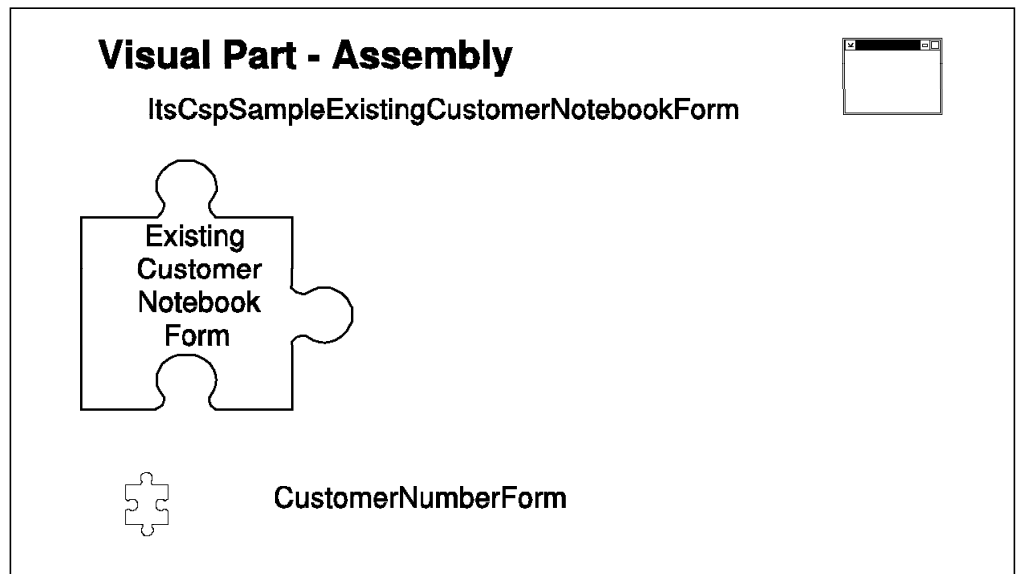 Visual Part - Assembly
ItsCspSampleExistingCustomerNotebookForm
Existing
Customer
Notebook
Form
CustomerNumberForm